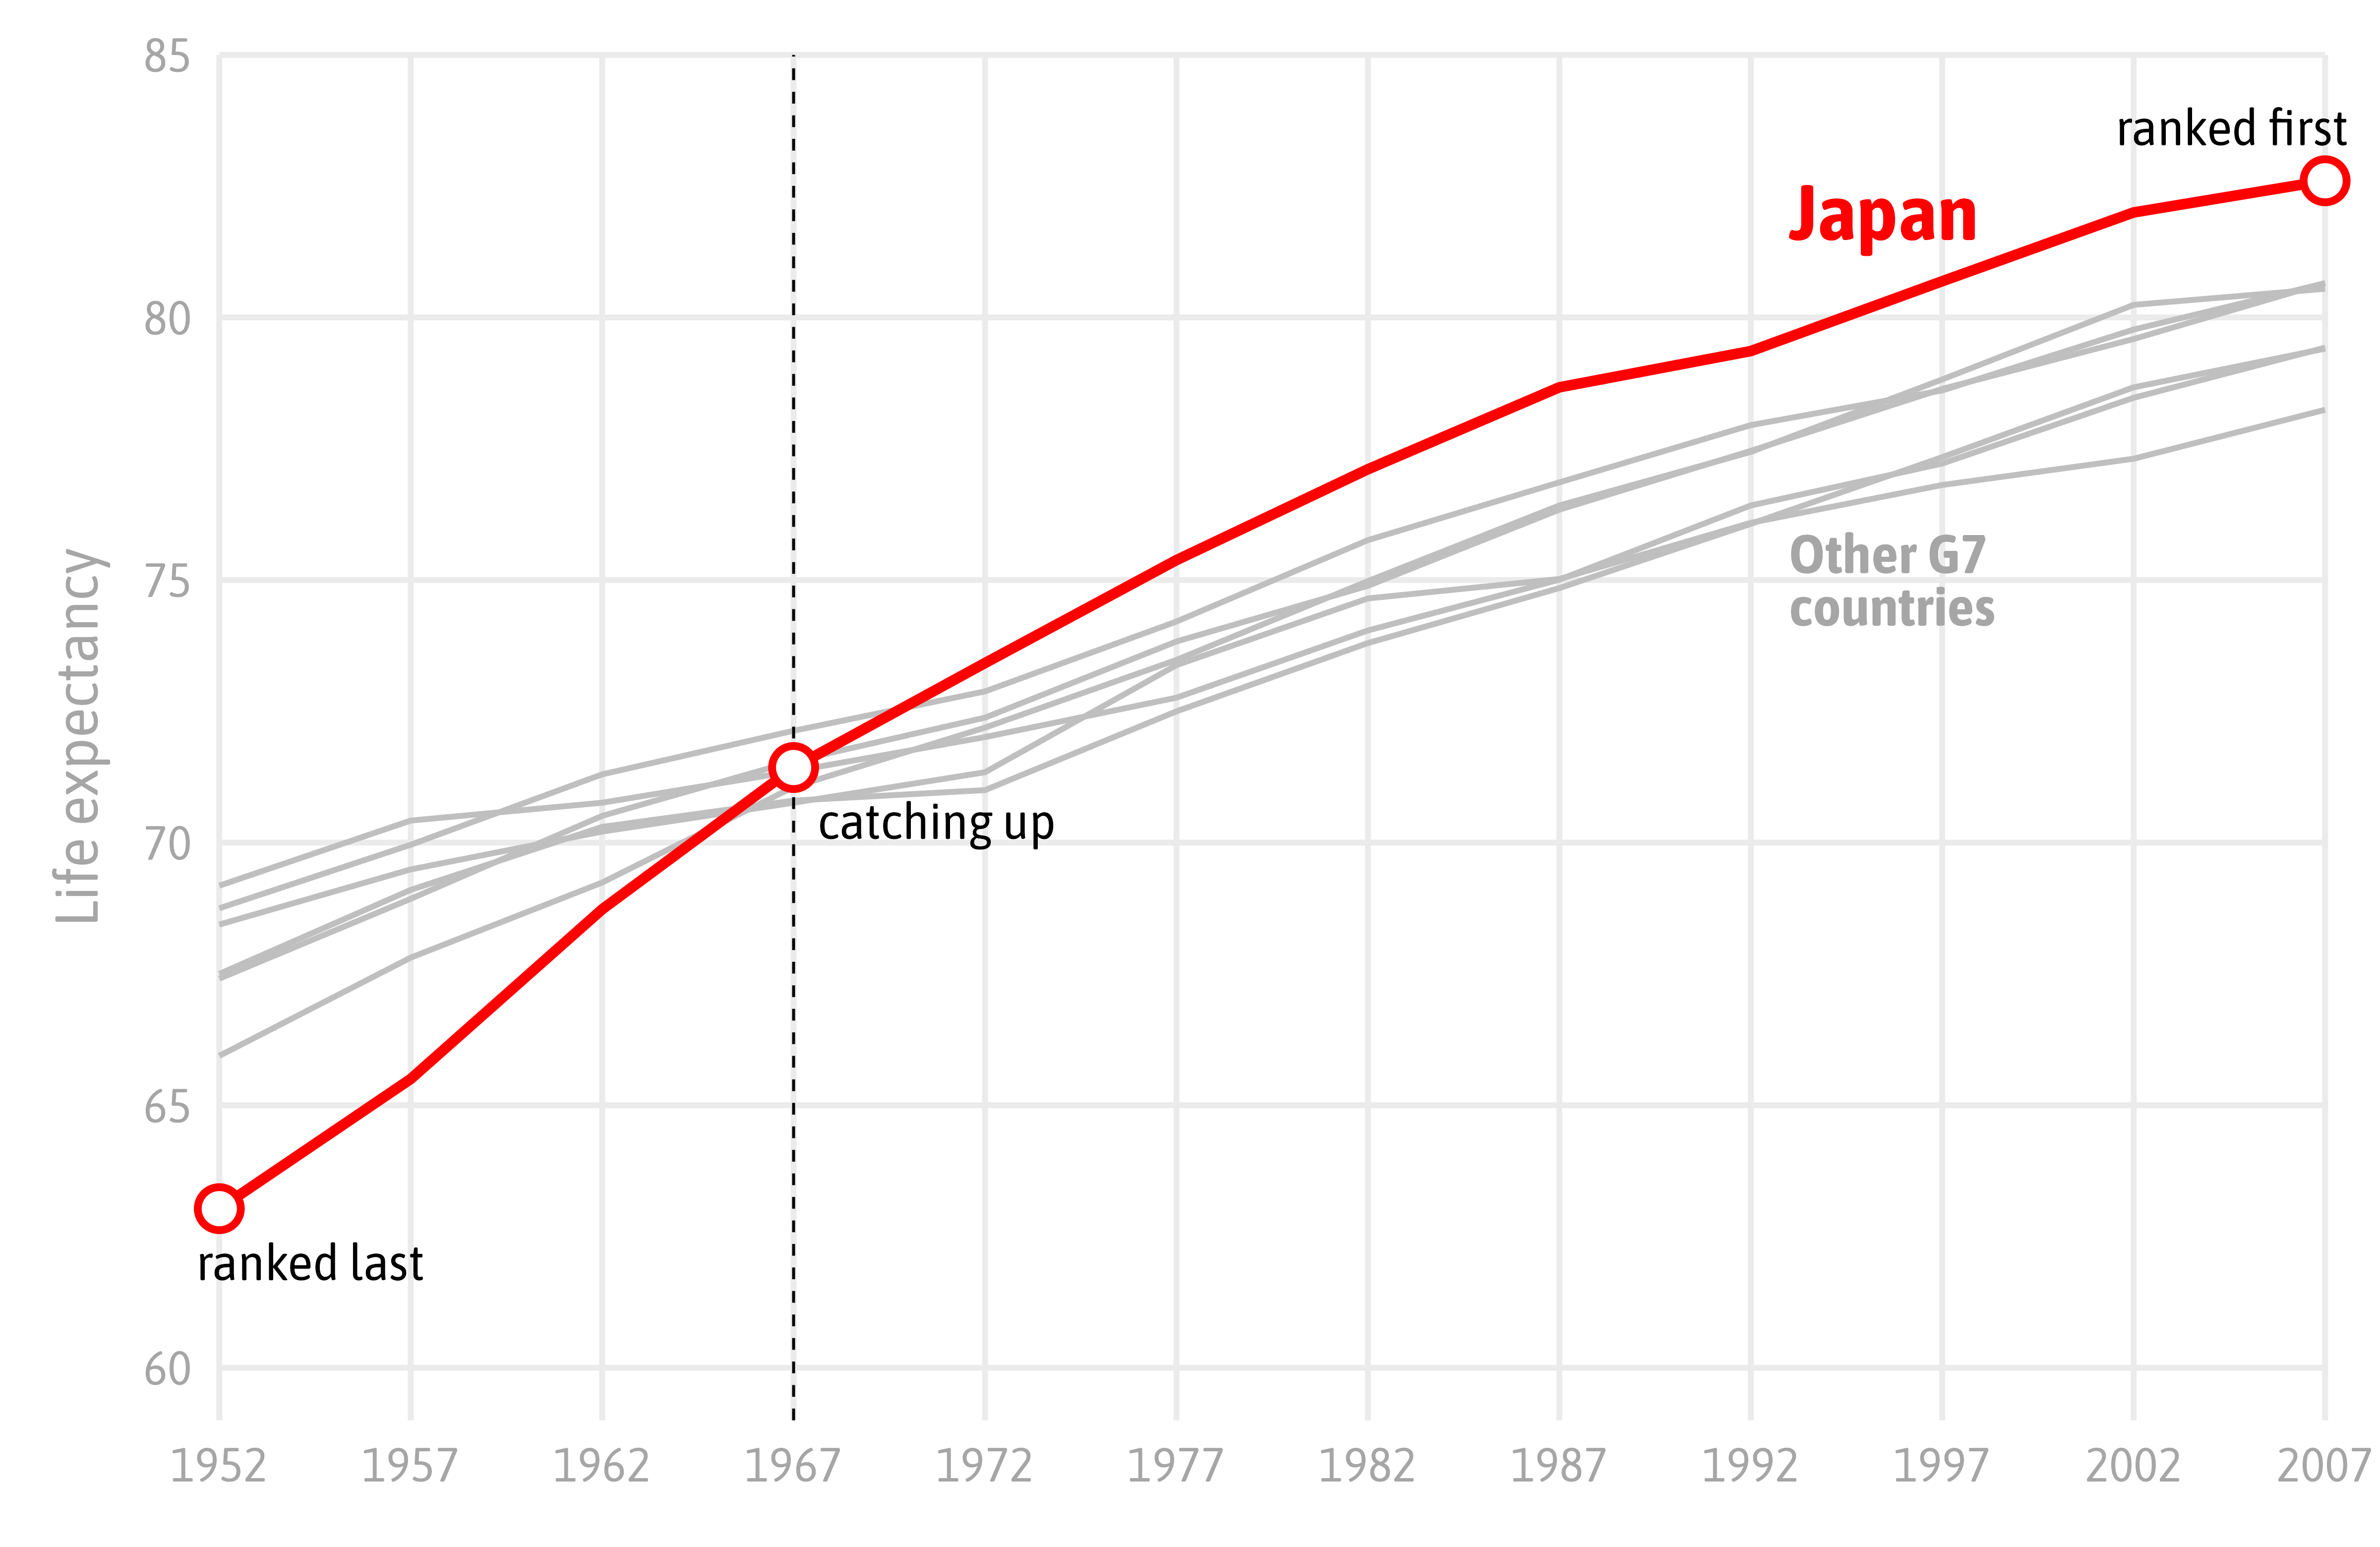 85
80
75
70
65
60
Life expectancy
ranked first
Japan
Other G7
countries
catching up
ranked last
1952 1957 1962 1967 1972 1977 1982 1987 1992 1997 2002 2007